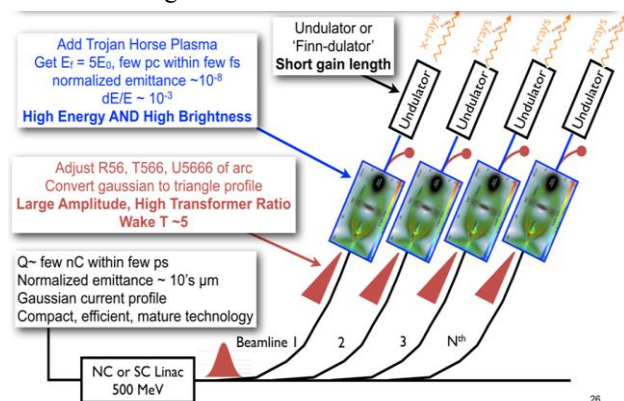 Add Trojan Horse Plasma
Get Ef = 5E0, few pc within few fs
normalized emittance ~10-8
dE/E ~ 10-3
High Energy AND High Brightness
Undulator or
'Finn-dulator'
Short gain length
x-rays
x-rays
x-rays
x-rays
Undulator
Undulator
Undulator
Undulator
Adjust R56, T566, U5666 of arc
Convert gaussian to triangle profile
Large Amplitude, High Transformer Ratio
Wake T ~5
Q~ few nC within few ps
Normalized emittance ~ 10's μm
Gaussian current profile
Compact, efficient, mature technology
Beamline 1
2
3
Nth
NC or SC Linac
500 MeV
26